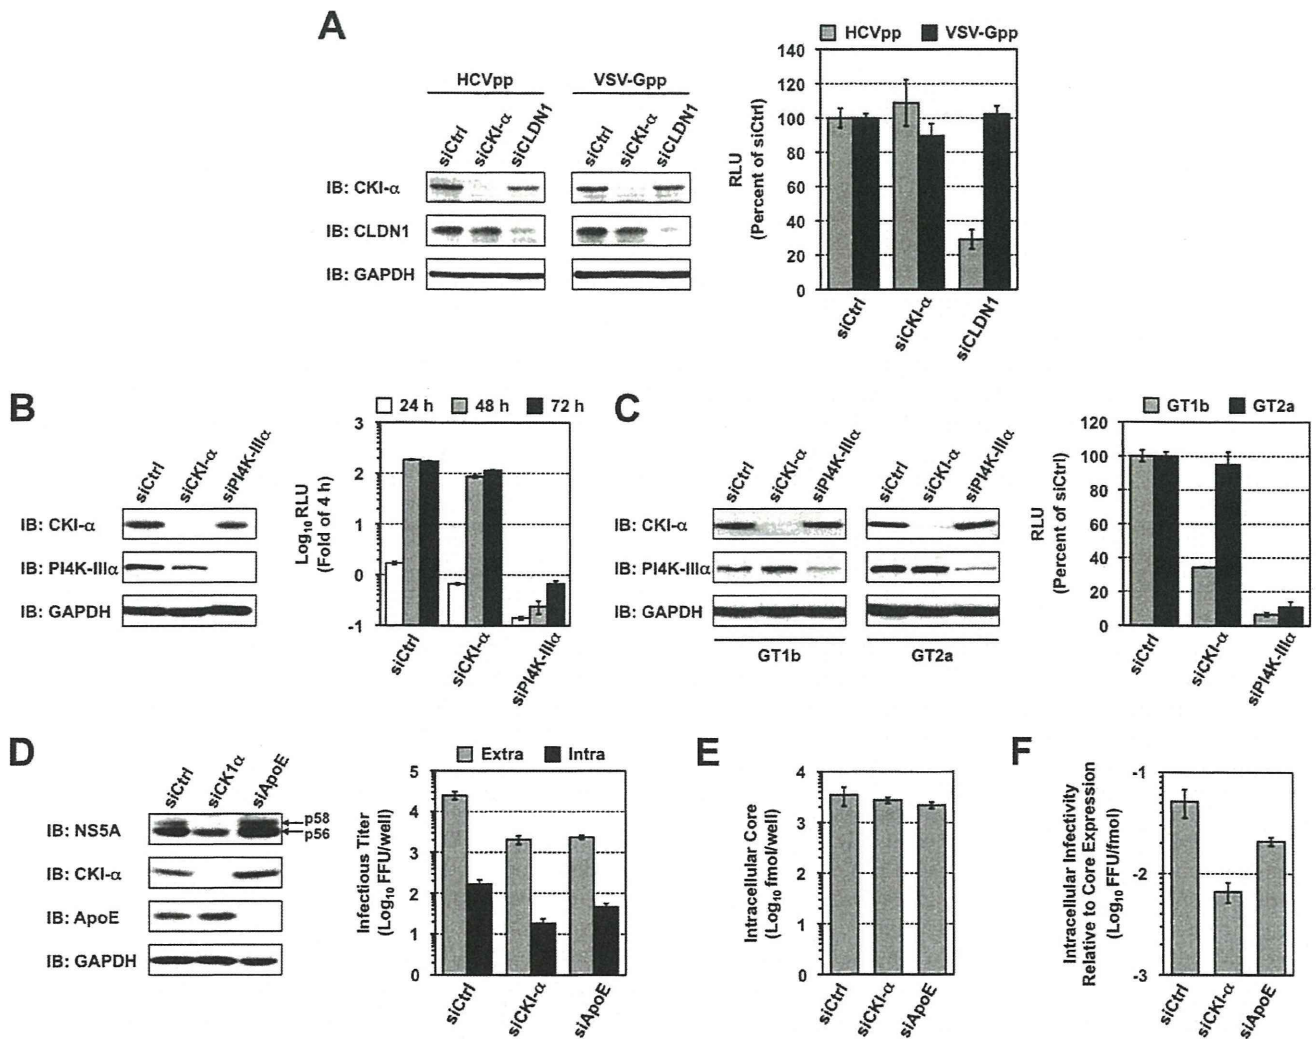 A
HCVpp
VSV-Gpp
siCtrl
siCKI-α
siCLDN1
siCtrl
siCKI-α
siCLDN1
IB: CKI-α
IB: CLDN1
IB: GAPDH
HCVpp
VSV-Gpp
RLU
(Percent of siCtrl)
140
120
100
80
60
40
20
0
siCtrl
siCKI-α
siCLDN1
B
siCtrl
siCKI-α
siPI4K-IIIα
IB: CKI-α
IB: PI4K-IIIα
IB: GAPDH
24 h
48 h
72 h
Log10 RLU
(Fold of 4 h)
3
2
1
0
-1
siCtrl
siCKI-α
siPI4K-IIIα
C
siCtrl
siCKI-α
siPI4K-IIIα
siCtrl
siCKI-α
siPI4K-IIIα
IB: CKI-α
IB: PI4K-IIIα
IB: GAPDH
GT1b
GT2a
GT1b
GT2a
RLU
(Percent of siCtrl)
120
100
80
60
40
20
0
siCtrl
siCKI-α
siPI4K-IIIα
D
siCtrl
siCK1α
siApoE
IB: NS5A
p58
p56
IB: CKI-α
IB: ApoE
IB: GAPDH
Extra
Intra
Infectious Titer
(Log10 FFU/well)
5
4
3
2
1
0
siCtrl
siCKI-α
siApoE
E
Intracellular Core
(Log10 fmol/well)
4
3
2
1
0
siCtrl
siCKI-α
siApoE
F
Intracellular Infectivity
Relative to Core Expression
(Log10 FFU/fmol)
-1
-2
-3
siCtrl
siCKI-α
siApoE